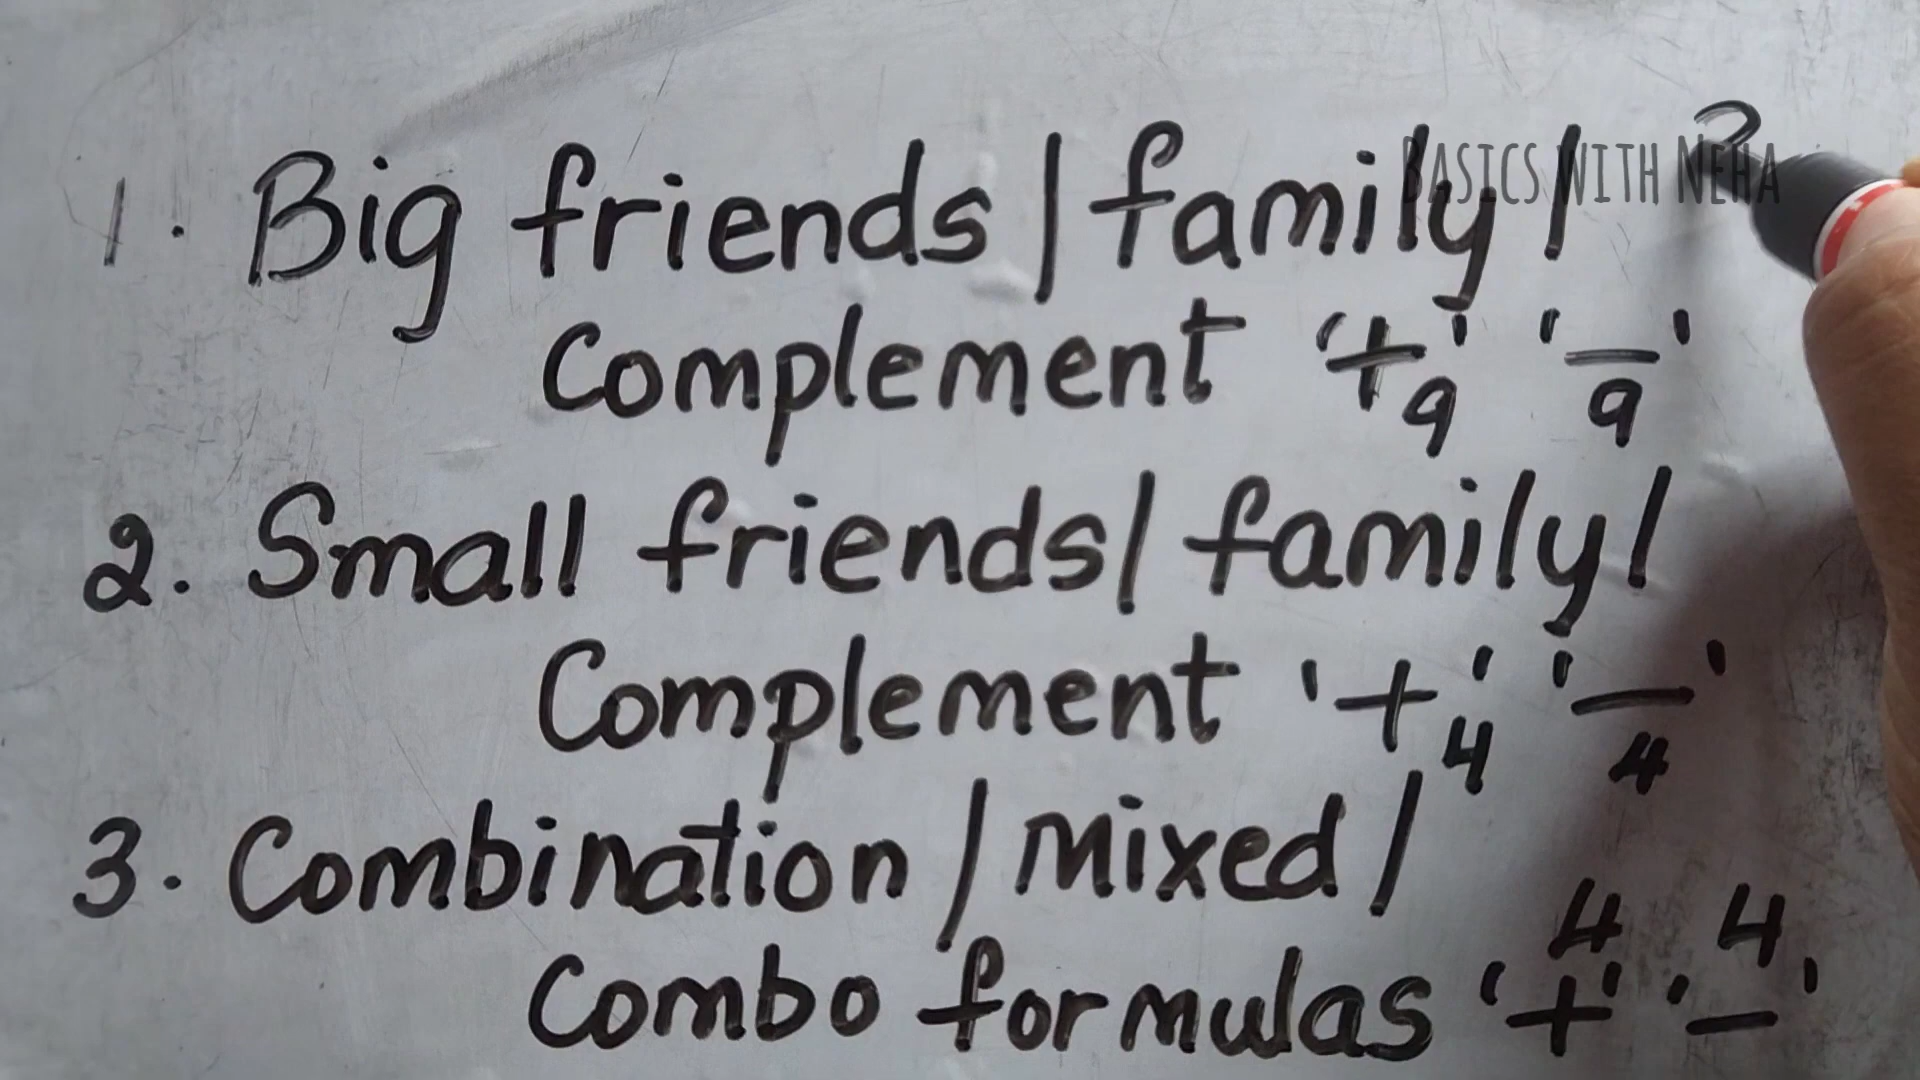 1. Big friends / family /
Basics with Neha
Complement '+' '-'
9 9
2. Small friends / family /
Complement '+' '-'
4 4
3. Combination / Mixed /
4 4
Combo formulas '+' '-'